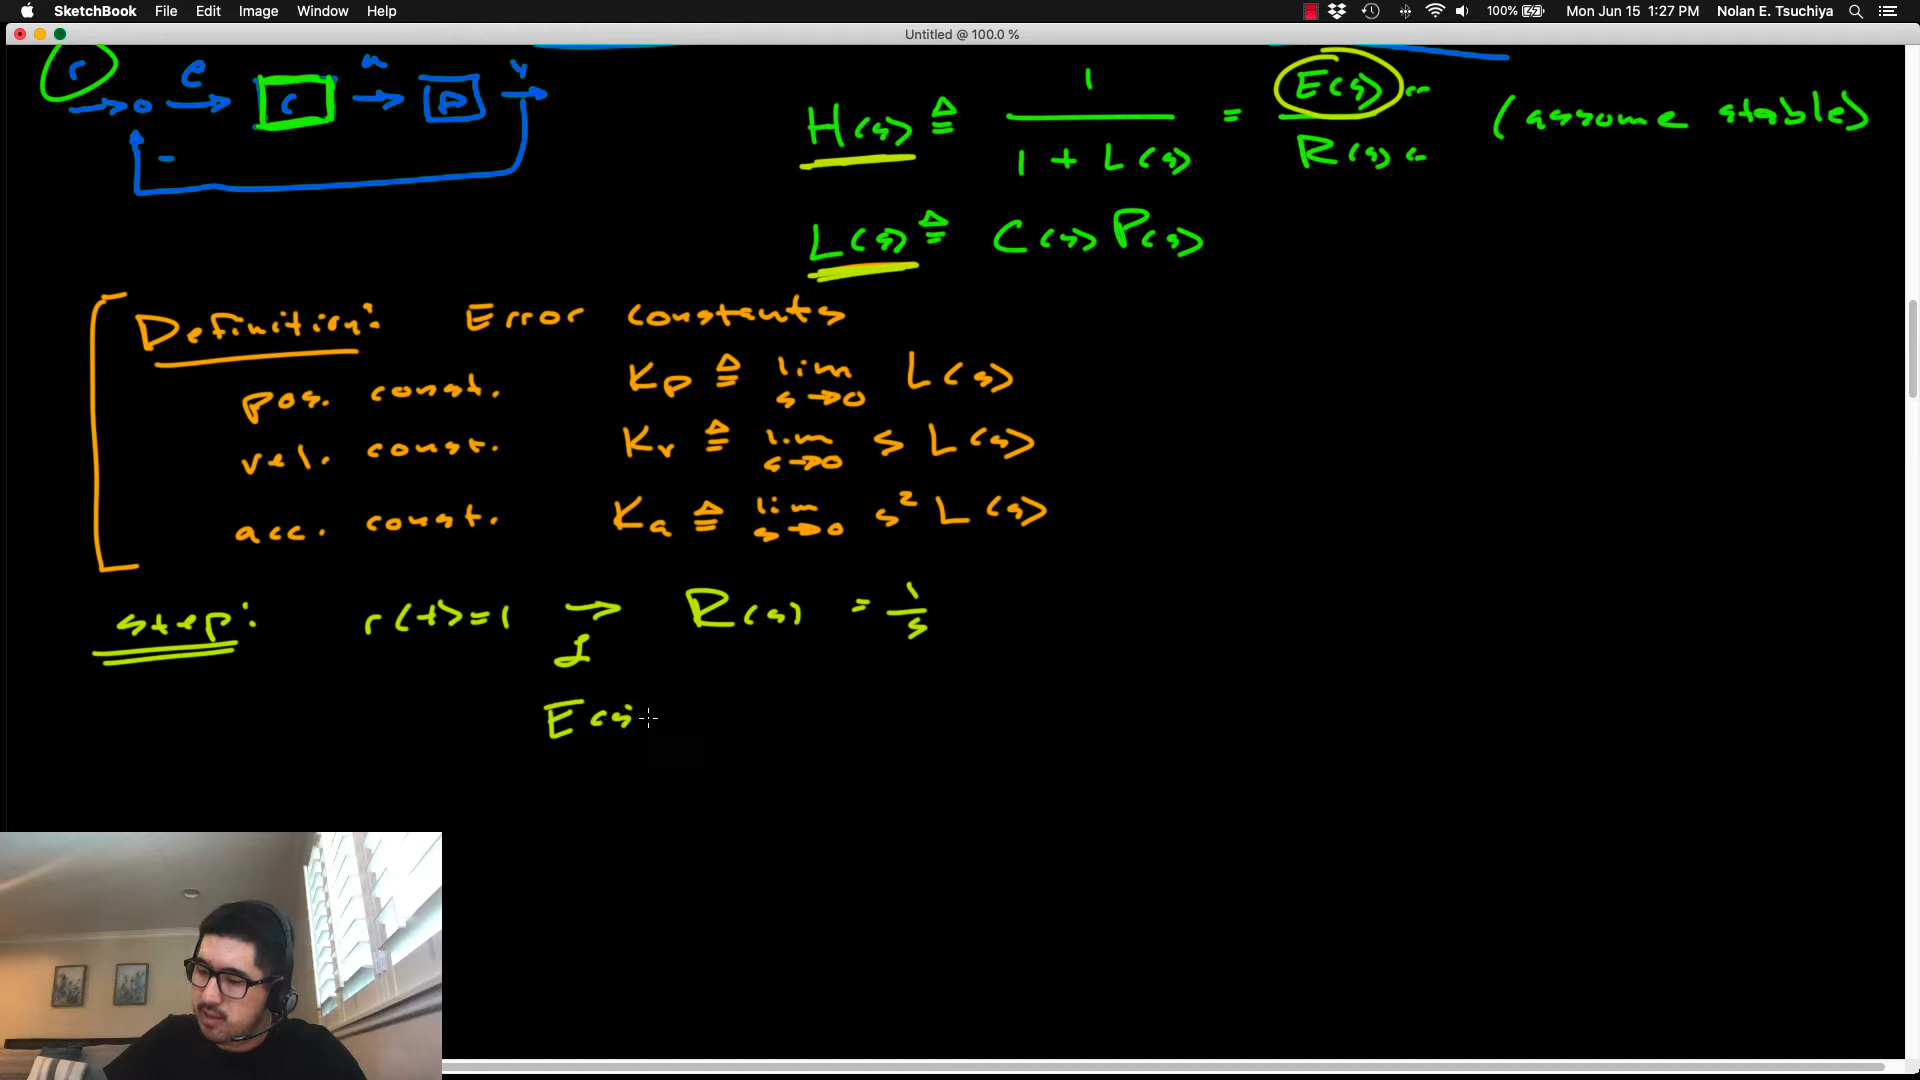 SketchBook File Edit Image Window Help 100% Mon Jun 15 1:27 PM Nolan E. Tsuchiya
Untitled @ 100.0 %
r e C u P y
-
H(s) ≜ 1 / (1 + L(s)) = E(s) / R(s) (assume stable)
L(s) ≜ C(s) P(s)
Definition: Error constants
pos. const. Kp ≜ lim s→0 L(s)
vel. const. Kv ≜ lim s→0 s L(s)
acc. const. Ka ≜ lim s→0 s² L(s)
step: r(t)=1 → ℒ R(s) = 1/s
E(s